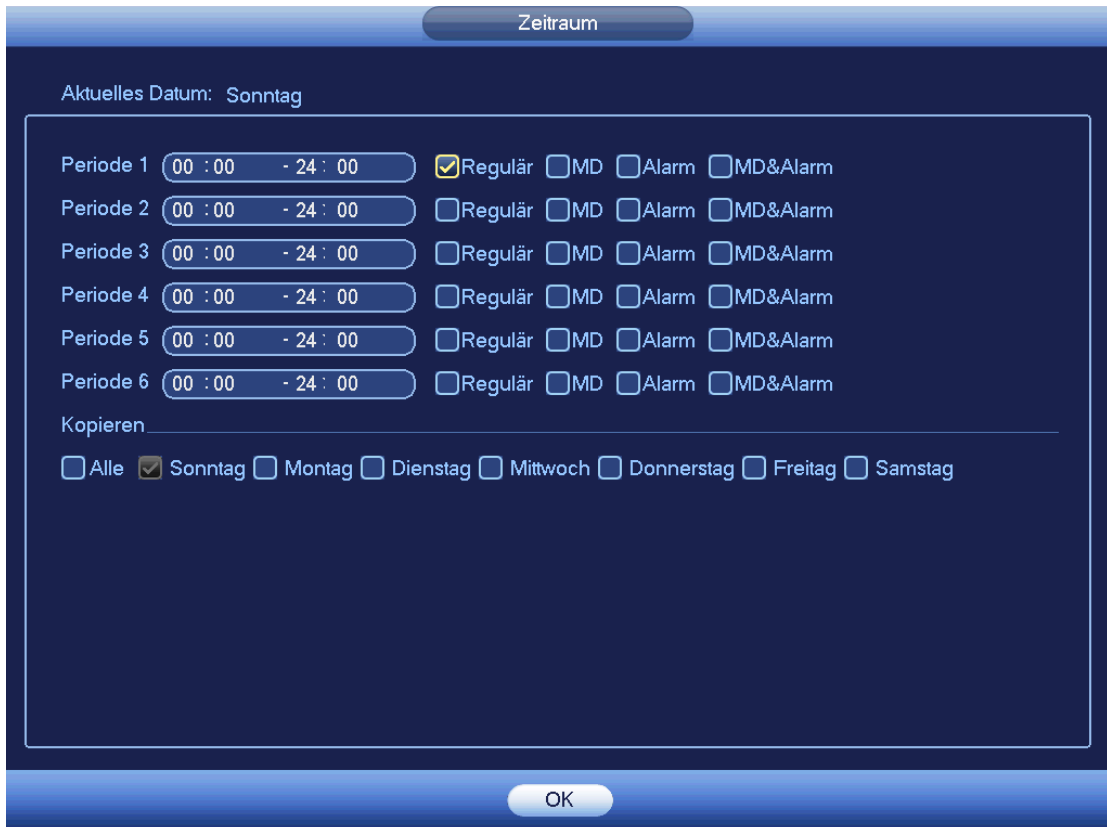 Zeitraum
Aktuelles Datum: Sonntag
Periode 1 00 :00 - 24 : 00 Regulär MD Alarm MD&Alarm
Periode 2 00 :00 - 24 : 00 Regulär MD Alarm MD&Alarm
Periode 3 00 :00 - 24 : 00 Regulär MD Alarm MD&Alarm
Periode 4 00 :00 - 24 : 00 Regulär MD Alarm MD&Alarm
Periode 5 00 :00 - 24 : 00 Regulär MD Alarm MD&Alarm
Periode 6 00 :00 - 24 : 00 Regulär MD Alarm MD&Alarm
Kopieren
Alle Sonntag Montag Dienstag Mittwoch Donnerstag Freitag Samstag
OK